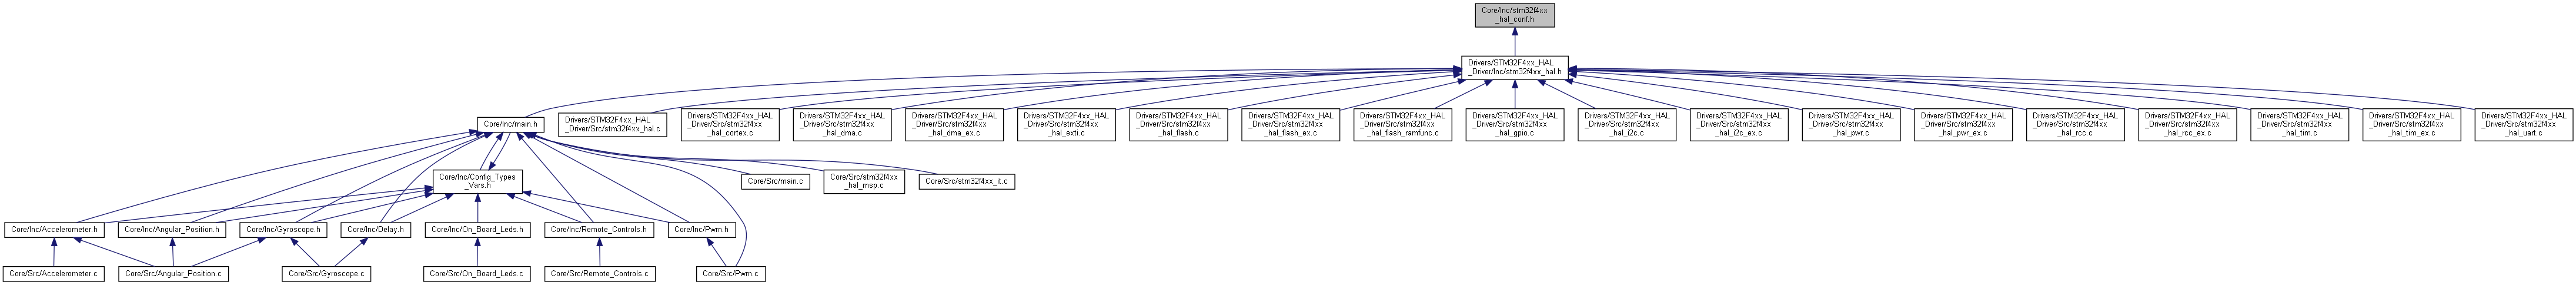 Core/Inc/stm32f4xx
_hal_conf.h
Drivers/STM32F4xx_HAL
_Driver/Inc/stm32f4xx_hal.h
Core/Inc/main.h
Drivers/STM32F4xx_HAL
_Driver/Src/stm32f4xx_hal.c
Drivers/STM32F4xx_HAL
_Driver/Src/stm32f4xx
_hal_cortex.c
Drivers/STM32F4xx_HAL
_Driver/Src/stm32f4xx
_hal_dma.c
Drivers/STM32F4xx_HAL
_Driver/Src/stm32f4xx
_hal_dma_ex.c
Drivers/STM32F4xx_HAL
_Driver/Src/stm32f4xx
_hal_exti.c
Drivers/STM32F4xx_HAL
_Driver/Src/stm32f4xx
_hal_flash.c
Drivers/STM32F4xx_HAL
_Driver/Src/stm32f4xx
_hal_flash_ex.c
Drivers/STM32F4xx_HAL
_Driver/Src/stm32f4xx
_hal_flash_ramfunc.c
Drivers/STM32F4xx_HAL
_Driver/Src/stm32f4xx
_hal_gpio.c
Drivers/STM32F4xx_HAL
_Driver/Src/stm32f4xx
_hal_i2c.c
Drivers/STM32F4xx_HAL
_Driver/Src/stm32f4xx
_hal_i2c_ex.c
Drivers/STM32F4xx_HAL
_Driver/Src/stm32f4xx
_hal_pwr.c
Drivers/STM32F4xx_HAL
_Driver/Src/stm32f4xx
_hal_pwr_ex.c
Drivers/STM32F4xx_HAL
_Driver/Src/stm32f4xx
_hal_rcc.c
Drivers/STM32F4xx_HAL
_Driver/Src/stm32f4xx
_hal_rcc_ex.c
Drivers/STM32F4xx_HAL
_Driver/Src/stm32f4xx
_hal_tim.c
Drivers/STM32F4xx_HAL
_Driver/Src/stm32f4xx
_hal_tim_ex.c
Drivers/STM32F4xx_HAL
_Driver/Src/stm32f4xx
_hal_uart.c
Core/Inc/Config_Types
_Vars.h
Core/Src/main.c
Core/Src/stm32f4xx
_hal_msp.c
Core/Src/stm32f4xx_it.c
Core/Inc/Accelerometer.h
Core/Inc/Angular_Position.h
Core/Inc/Gyroscope.h
Core/Inc/Delay.h
Core/Inc/On_Board_Leds.h
Core/Inc/Remote_Controls.h
Core/Inc/Pwm.h
Core/Src/Accelerometer.c
Core/Src/Angular_Position.c
Core/Src/Gyroscope.c
Core/Src/On_Board_Leds.c
Core/Src/Remote_Controls.c
Core/Src/Pwm.c